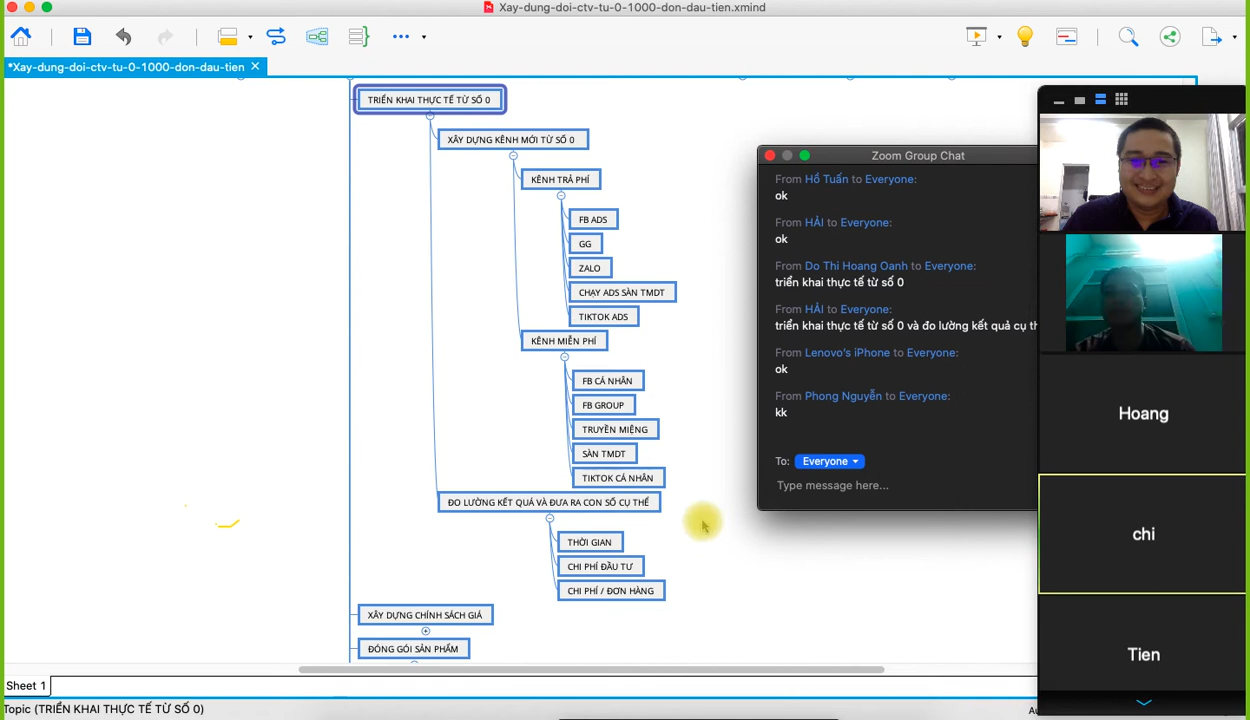 Xay-dung-doi-ctv-tu-0-1000-don-dau-tien.xmind
*Xay-dung-doi-ctv-tu-0-1000-don-dau-tien
TRIỂN KHAI THỰC TẾ TỪ SỐ 0
XÂY DỰNG KÊNH MỚI TỪ SỐ 0
KÊNH TRẢ PHÍ
FB ADS
GG
ZALO
CHẠY ADS SÀN TMDT
TIKTOK ADS
KÊNH MIỄN PHÍ
FB CÁ NHÂN
FB GROUP
TRUYỀN MIỆNG
SÀN TMDT
TIKTOK CÁ NHÂN
ĐO LƯỜNG KẾT QUẢ VÀ ĐƯA RA CON SỐ CỤ THỂ
THỜI GIAN
CHI PHÍ ĐẦU TƯ
CHI PHÍ / ĐƠN HÀNG
XÂY DỰNG CHÍNH SÁCH GIÁ
ĐÓNG GÓI SẢN PHẨM
Sheet 1
Topic (TRIỂN KHAI THỰC TẾ TỪ SỐ 0)
Zoom Group Chat
From Hồ Tuấn to Everyone:
ok
From HẢI to Everyone:
ok
From Do Thi Hoang Oanh to Everyone:
triển khai thực tế từ số 0
From HẢI to Everyone:
triển khai thực tế từ số 0 và đo lường kết quả cụ
From Lenovo's iPhone to Everyone:
ok
From Phong Nguyễn to Everyone:
kk
To: Everyone
Type message here...
Hoang
chi
Tien